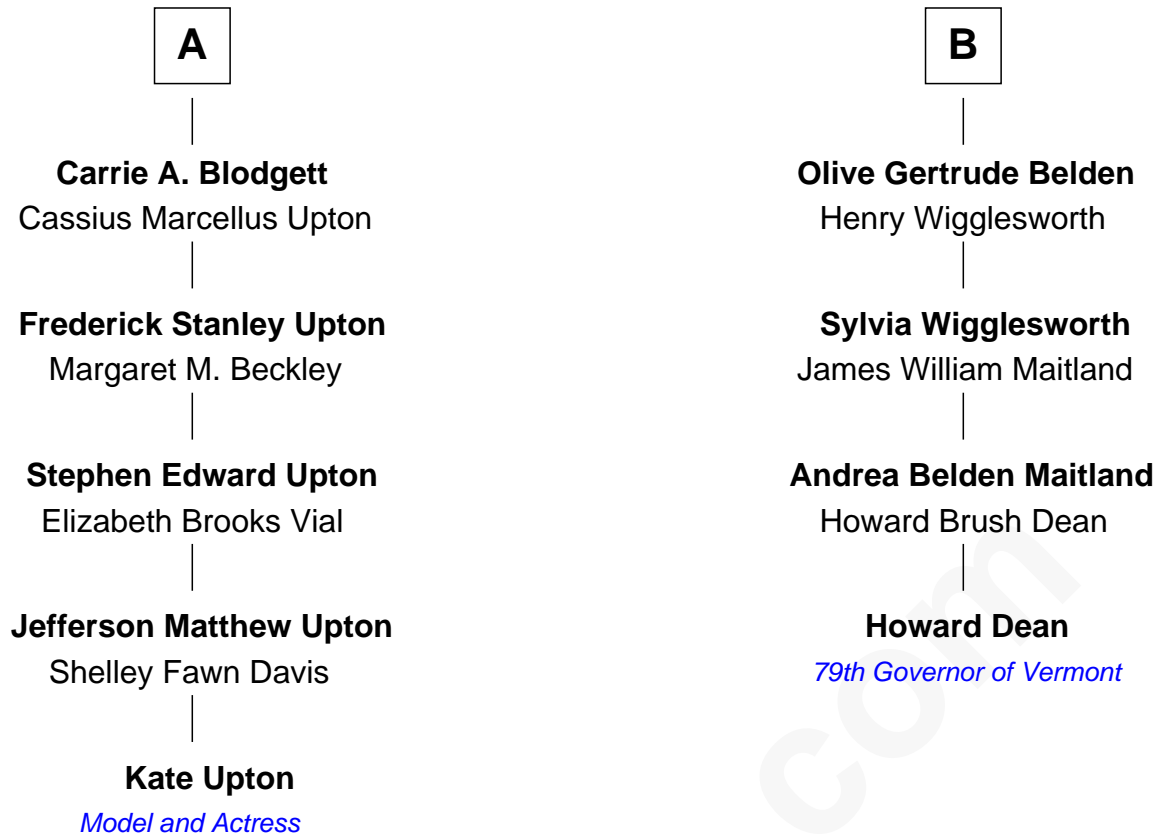 A
Carrie A. Blodgett
Cassius Marcellus Upton
Frederick Stanley Upton
Margaret M. Beckley
Stephen Edward Upton
Elizabeth Brooks Vial
Jefferson Matthew Upton
Shelley Fawn Davis
Kate Upton
Model and Actress
B
Olive Gertrude Belden
Henry Wigglesworth
Sylvia Wigglesworth
James William Maitland
Andrea Belden Maitland
Howard Brush Dean
Howard Dean
79th Governor of Vermont
com